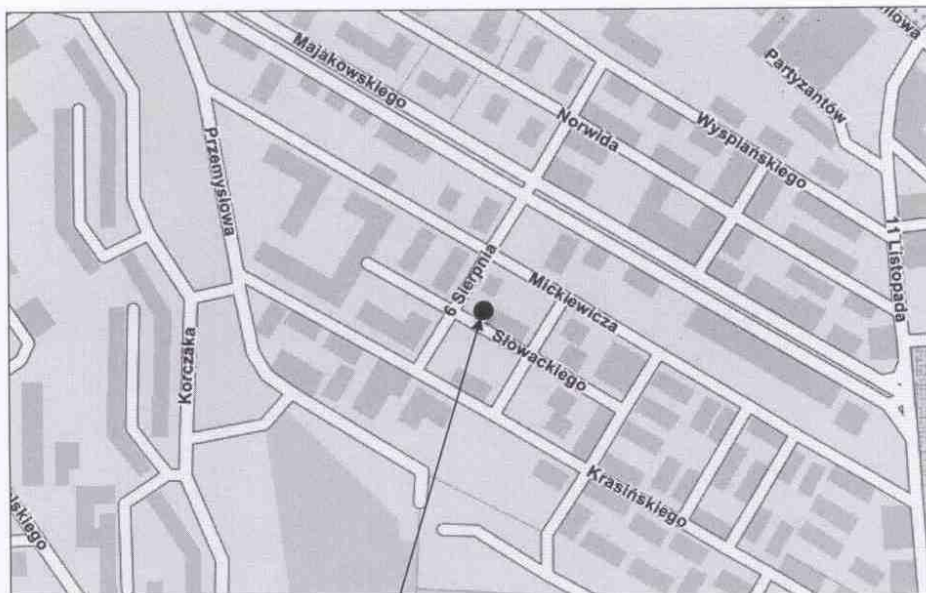 Majakowskiego
Norwida
Wyspiańskiego
Partyzantów
Przemysłowa
6 Sierpnia
Mickiewicza
11 Listopada
Słowackiego
Korczaka
Krasińskiego